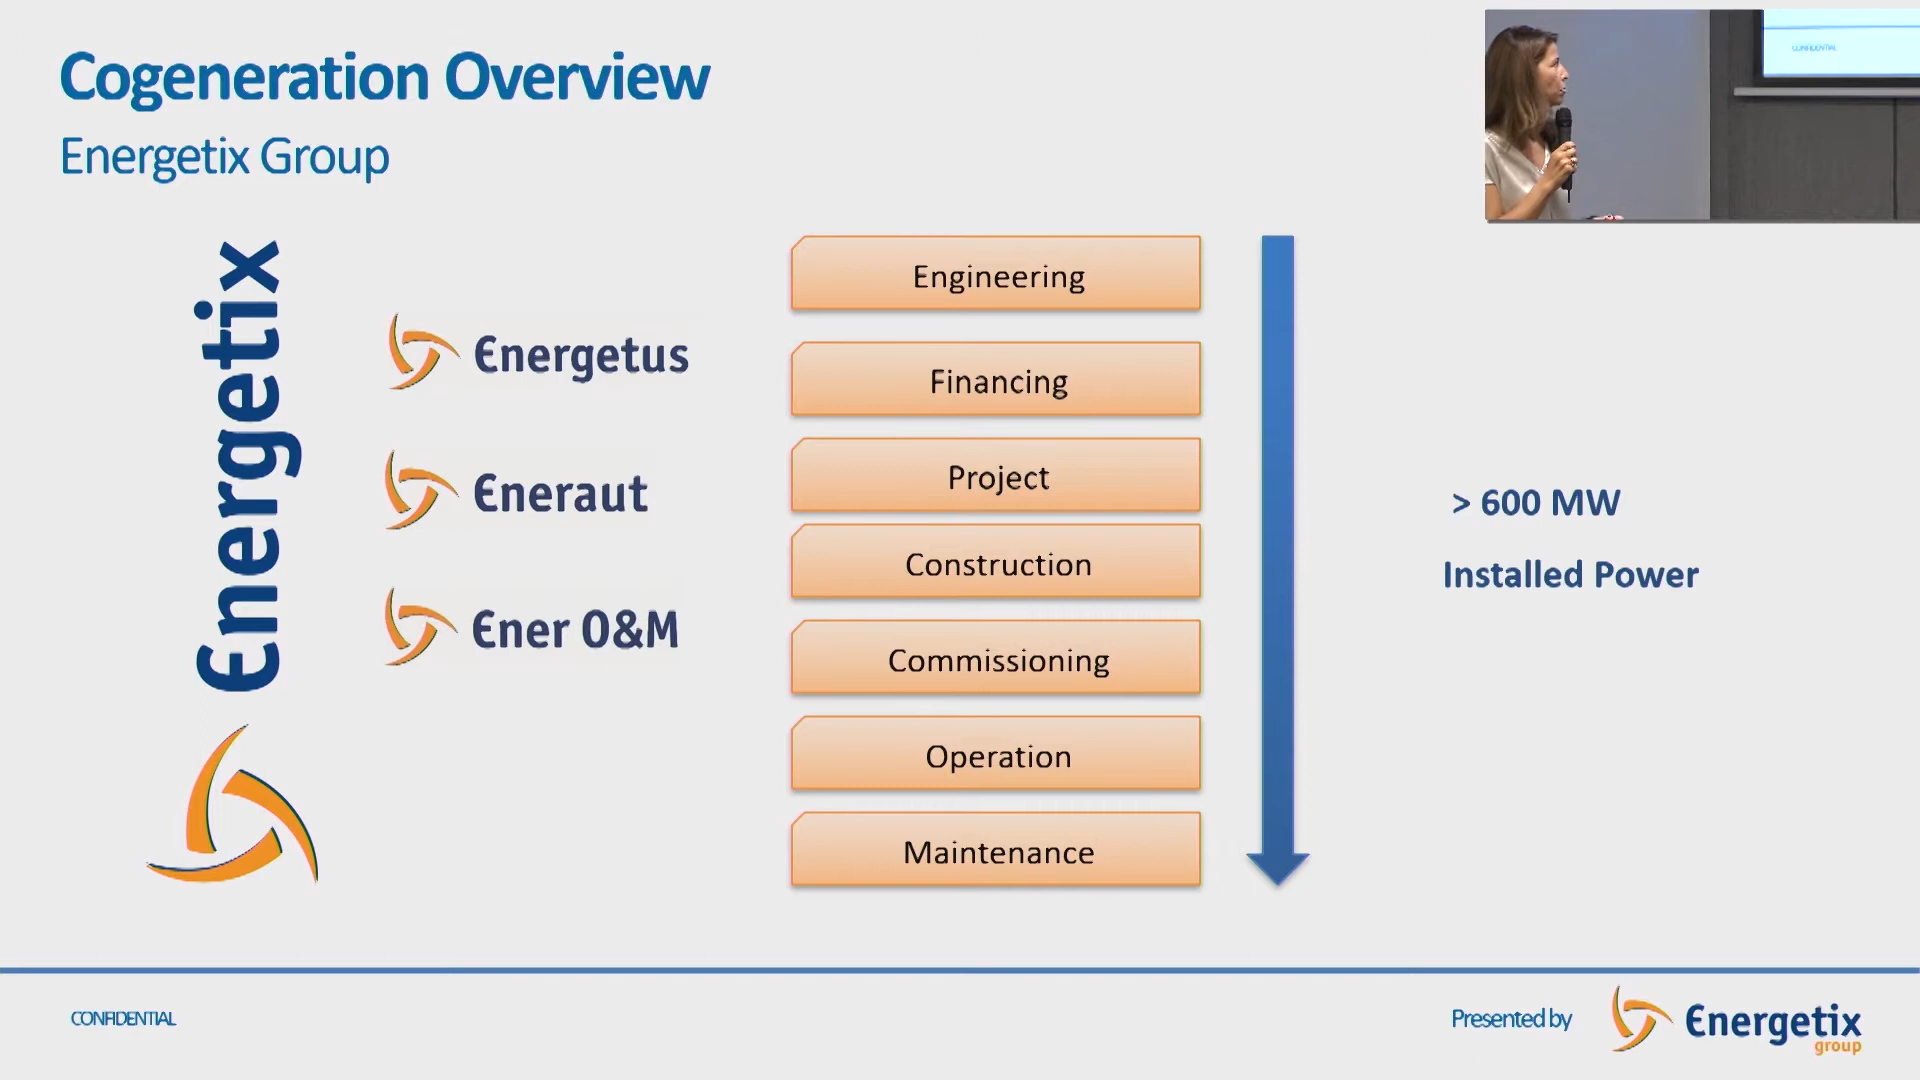 Cogeneration Overview
Energetix Group
CONFIDENTIAL
Energetix
Energetus
Eneraut
Ener O&M
Engineering
Financing
Project
Construction
Commissioning
Operation
Maintenance
> 600 MW
Installed Power
CONFIDENTIAL
Presented by
Energetix
group